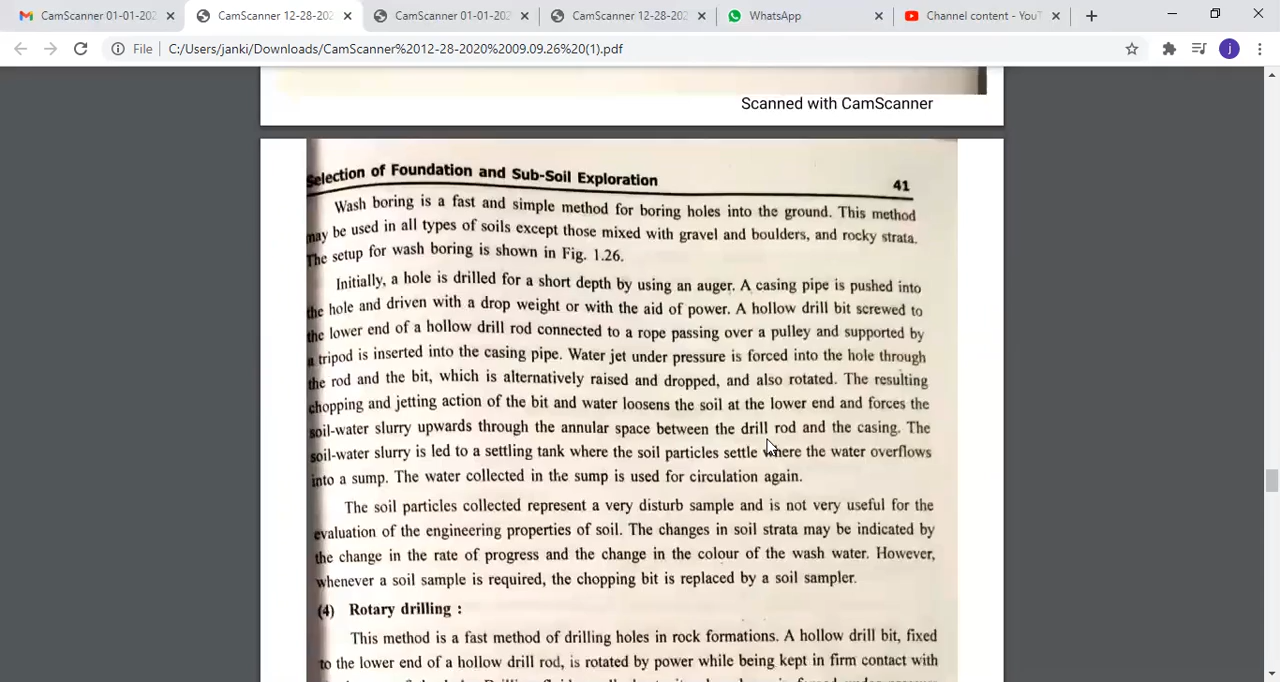 CamScanner 01-01-202
CamScanner 12-28-202
CamScanner 01-01-202
CamScanner 12-28-202
WhatsApp
Channel content - YouT
File
C:/Users/janki/Downloads/CamScanner%2012-28-2020%2009.09.26%20(1).pdf
j
Scanned with CamScanner
Selection of Foundation and Sub-Soil Exploration 41
Wash boring is a fast and simple method for boring holes into the ground. This method
may be used in all types of soils except those mixed with gravel and boulders, and rocky strata.
The setup for wash boring is shown in Fig. 1.26.
Initially, a hole is drilled for a short depth by using an auger. A casing pipe is pushed into
the hole and driven with a drop weight or with the aid of power. A hollow drill bit screwed to
the lower end of a hollow drill rod connected to a rope passing over a pulley and supported by
a tripod is inserted into the casing pipe. Water jet under pressure is forced into the hole through
the rod and the bit, which is alternatively raised and dropped, and also rotated. The resulting
chopping and jetting action of the bit and water loosens the soil at the lower end and forces the
soil-water slurry upwards through the annular space between the drill rod and the casing. The
soil-water slurry is led to a settling tank where the soil particles settle where the water overflows
into a sump. The water collected in the sump is used for circulation again.
The soil particles collected represent a very disturb sample and is not very useful for the
evaluation of the engineering properties of soil. The changes in soil strata may be indicated by
the change in the rate of progress and the change in the colour of the wash water. However,
whenever a soil sample is required, the chopping bit is replaced by a soil sampler.
(4) Rotary drilling :
This method is a fast method of drilling holes in rock formations. A hollow drill bit, fixed
to the lower end of a hollow drill rod, is rotated by power while being kept in firm contact with